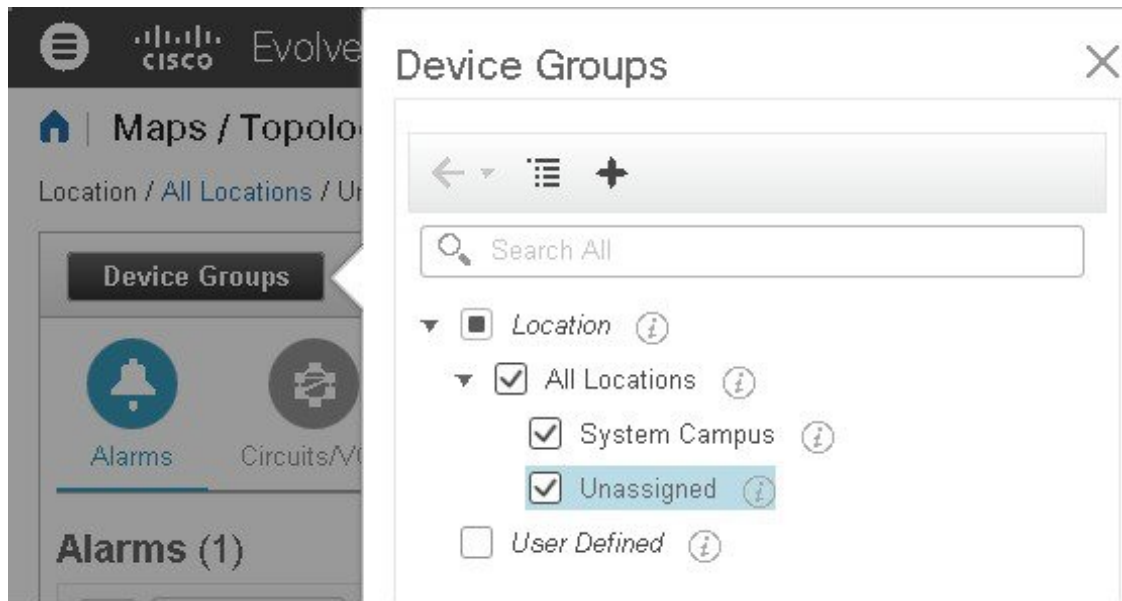 cisco Evolve
Maps / Topolo
Location / All Locations / Un
Device Groups
Alarms
Circuits/V
Alarms (1)
Device Groups
Search All
Location
All Locations
System Campus
Unassigned
User Defined